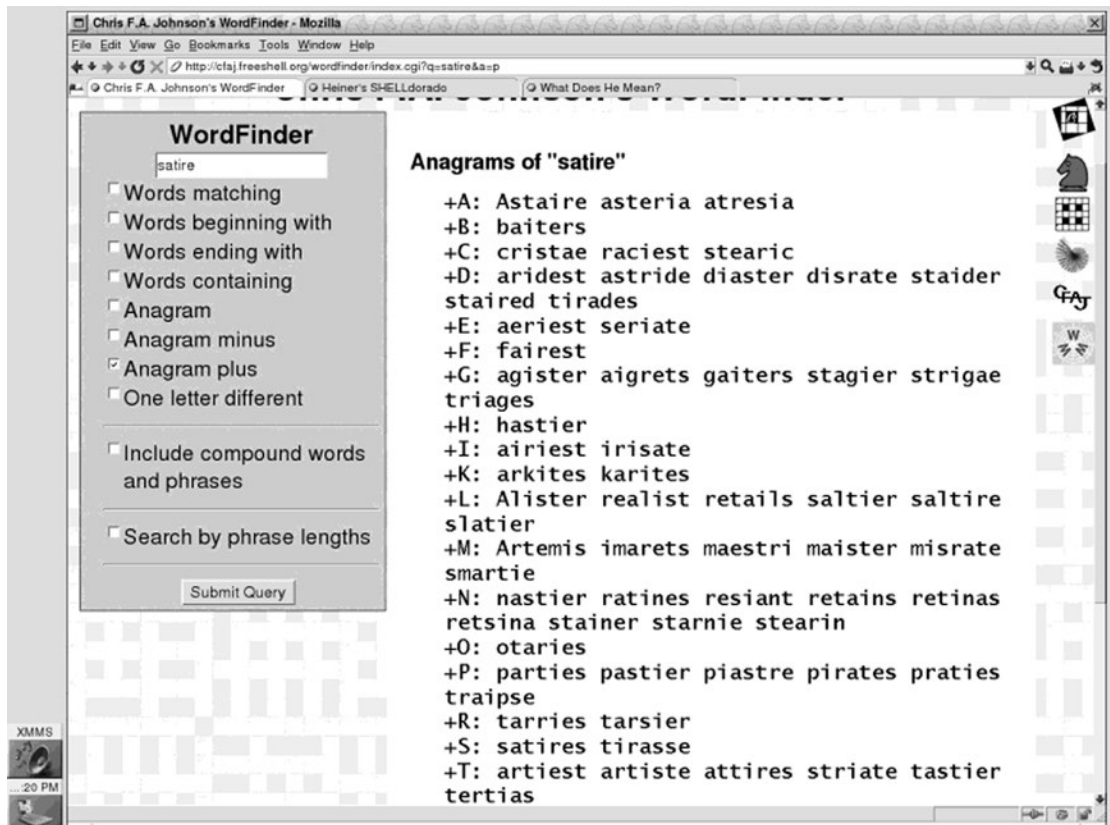 Chris F.A. Johnson's WordFinder - Mozilla
File Edit View Go Bookmarks Tools Window Help
http://cfaj.freeshell.org/wordfinder/index.cgi?q=satire&a=p
Chris F.A. Johnson's WordFinder
Heiner's SHELLdorado
What Does He Mean?
Chris F.A. Johnson's WordFinder
WordFinder
satire
Words matching
Words beginning with
Words ending with
Words containing
Anagram
Anagram minus
Anagram plus
One letter different
Include compound words
and phrases
Search by phrase lengths
Submit Query
Anagrams of "satire"
+A: Astaire asteria atresia
+B: baiters
+C: cristae raciest stearic
+D: aridest astride diaster disrate staider
staired tirades
+E: aeriest seriate
+F: fairest
+G: agister aigrets gaiters stagier strigae
triages
+H: hastier
+I: airiest irisate
+K: arkites karites
+L: Alister realist retails saltier saltire
slatier
+M: Artemis imarets maestri maister misrate
smartie
+N: nastier ratines resiant retains retinas
retsina stainer starnie stearin
+O: otaries
+P: parties pastier piastre pirates praties
traipse
+R: tarries tarsier
+S: satires tirasse
+T: artiest artiste attires striate tastier
tertias
CFAJ
W
XMMS
...:20 PM